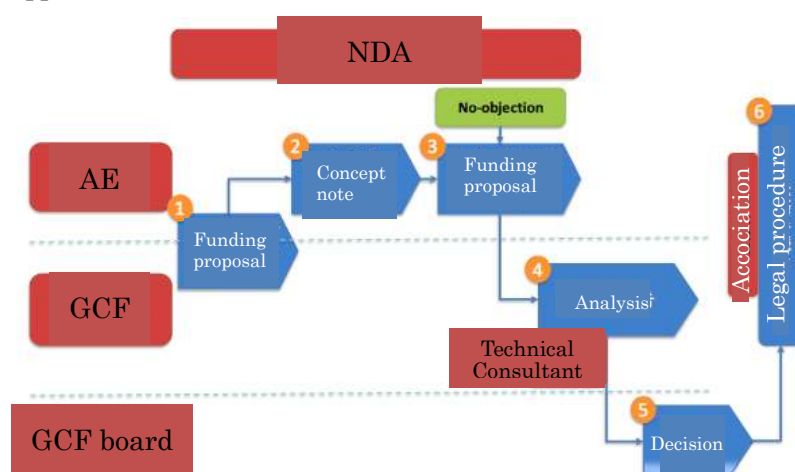 NDA
No-objection
6
2
3
AE
Concept
note
Funding
proposal
1
Funding
proposal
Accociation
Legal procedure
4
GCF
Analysis
Technical
Consultant
5
GCF board
Decision